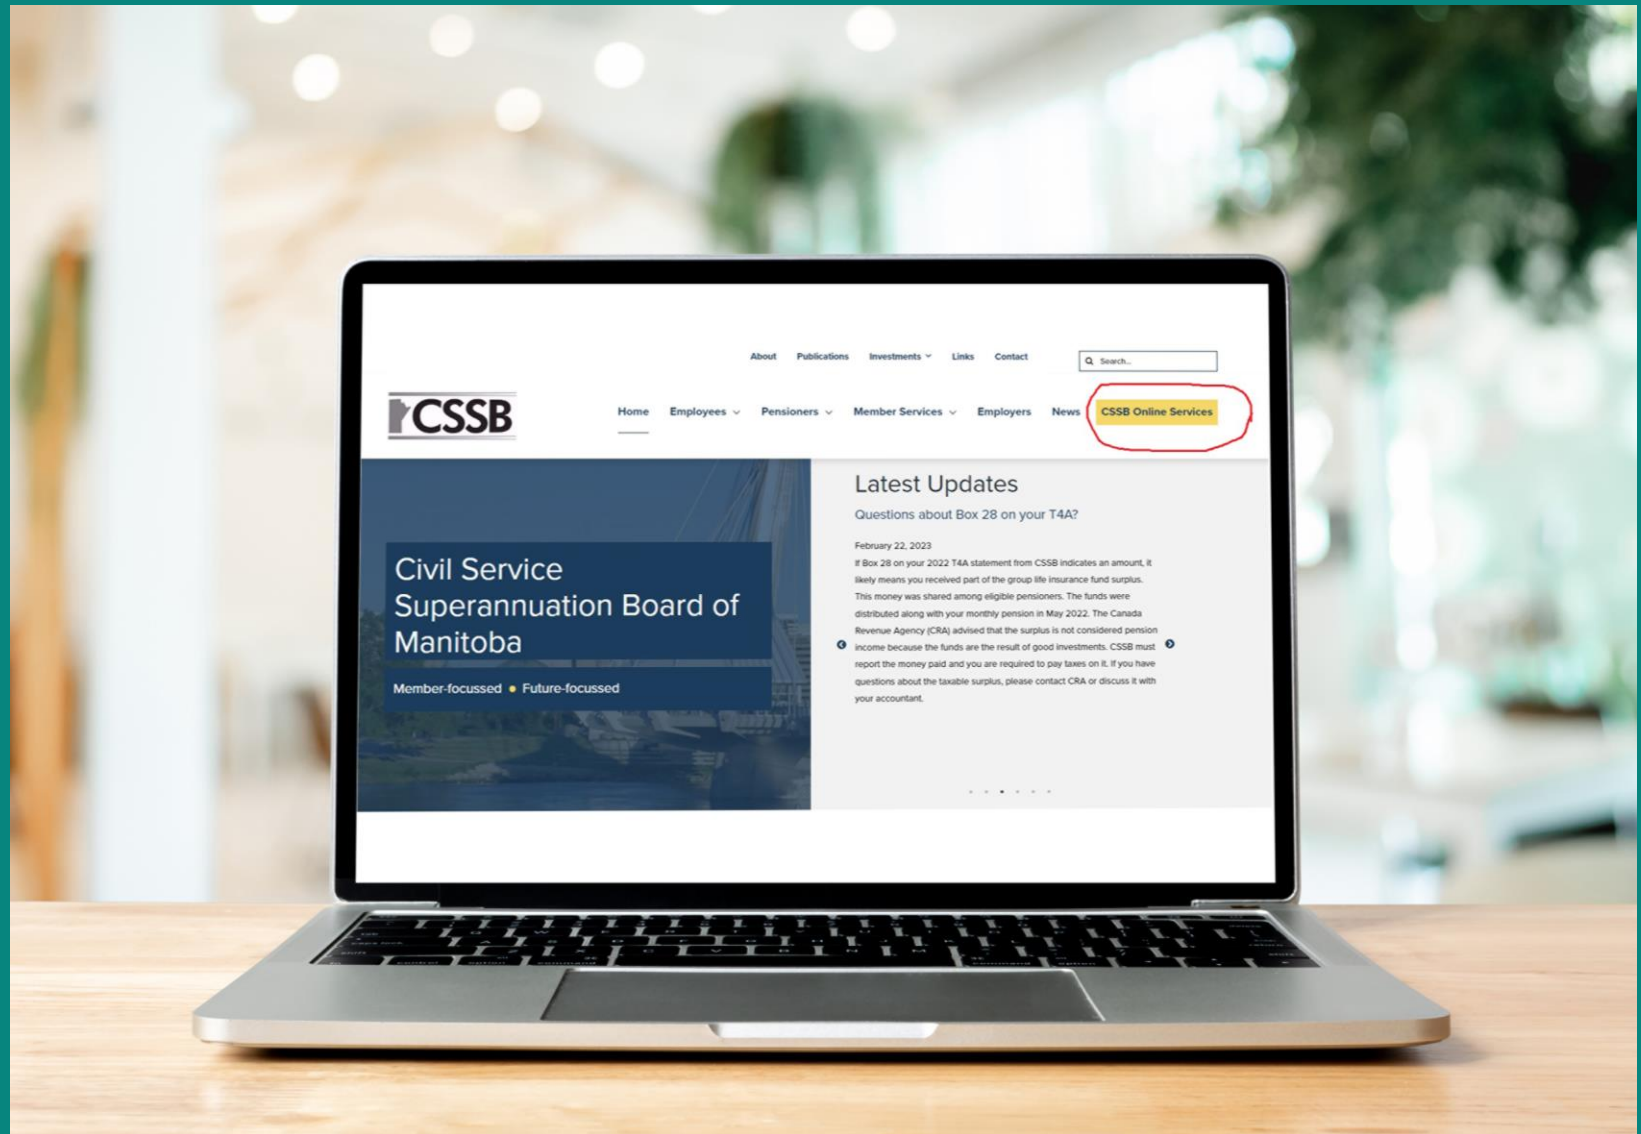 About Publications Investments Links Contact
Search...
CSSB
Home Employees Pensioners Member Services Employers News CSSB Online Services
Civil Service
Superannuation Board of
Manitoba
Member-focussed • Future-focussed
Latest Updates
Questions about Box 28 on your T4A?
February 22, 2023
If Box 28 on your 2022 T4A statement from CSSB indicates an amount, it
likely means you received part of the group life insurance fund surplus.
This money was shared among eligible pensioners. The funds were
distributed along with your monthly pension in May 2022. The Canada
Revenue Agency (CRA) advised that the surplus is not considered pension
income because the funds are the result of good investments. CSSB must
report the money paid and you are required to pay taxes on it. If you have
questions about the taxable surplus, please contact CRA or discuss it with
your accountant.
control option command command option